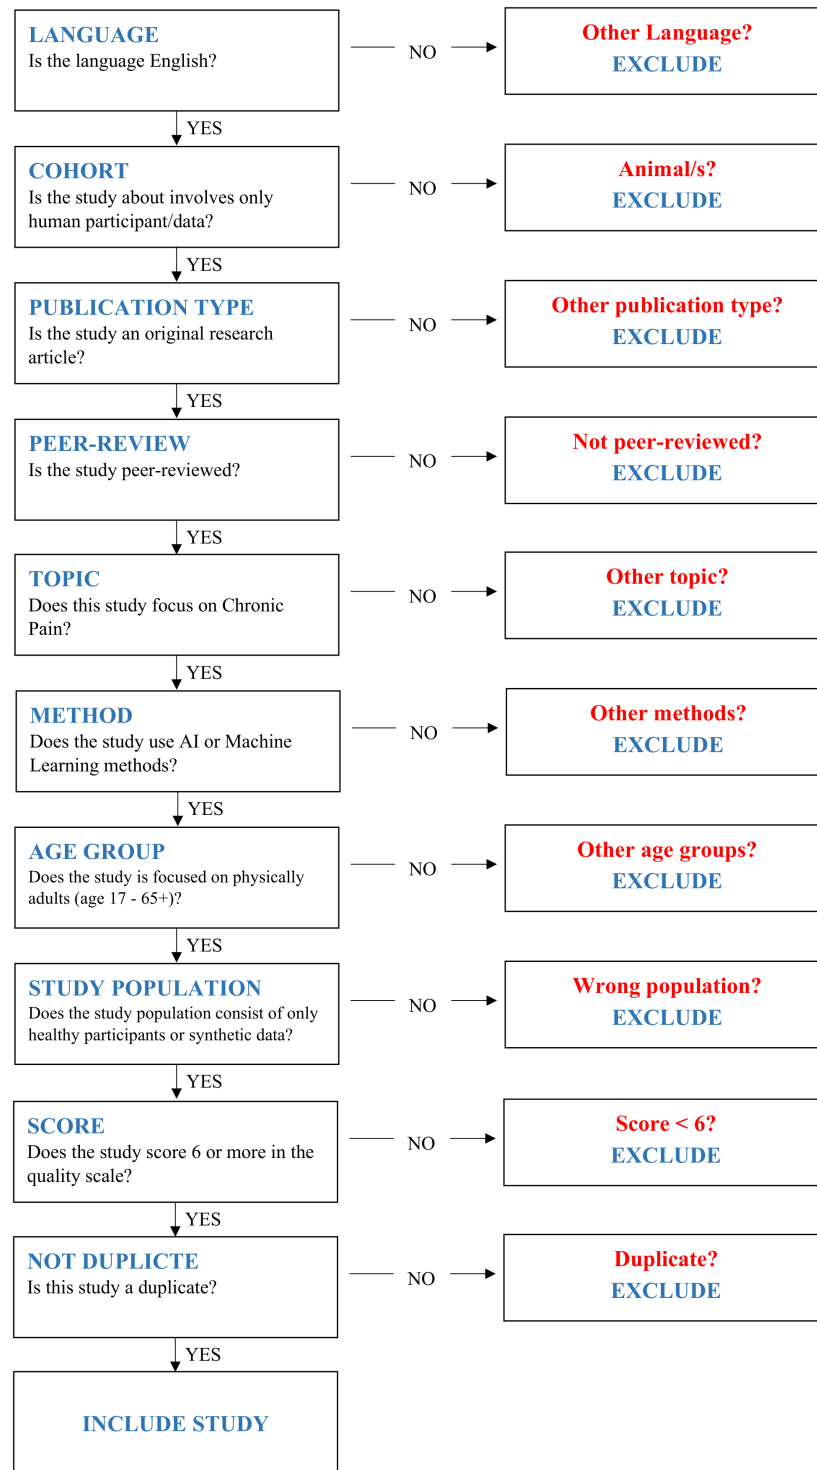 LANGUAGE
Is the language English?
NO
Other Language?
EXCLUDE
YES
COHORT
Is the study about involves only
human participant/data?
NO
Animal/s?
EXCLUDE
YES
PUBLICATION TYPE
Is the study an original research
article?
NO
Other publication type?
EXCLUDE
YES
PEER-REVIEW
Is the study peer-reviewed?
NO
Not peer-reviewed?
EXCLUDE
YES
TOPIC
Does this study focus on Chronic
Pain?
NO
Other topic?
EXCLUDE
YES
METHOD
Does the study use AI or Machine
Learning methods?
NO
Other methods?
EXCLUDE
YES
AGE GROUP
Does the study is focused on physically
adults (age 17 - 65+)?
NO
Other age groups?
EXCLUDE
YES
STUDY POPULATION
Does the study population consist of only
healthy participants or synthetic data?
NO
Wrong population?
EXCLUDE
YES
SCORE
Does the study score 6 or more in the
quality scale?
NO
Score < 6?
EXCLUDE
YES
NOT DUPLICTE
Is this study a duplicate?
NO
Duplicate?
EXCLUDE
YES
INCLUDE STUDY